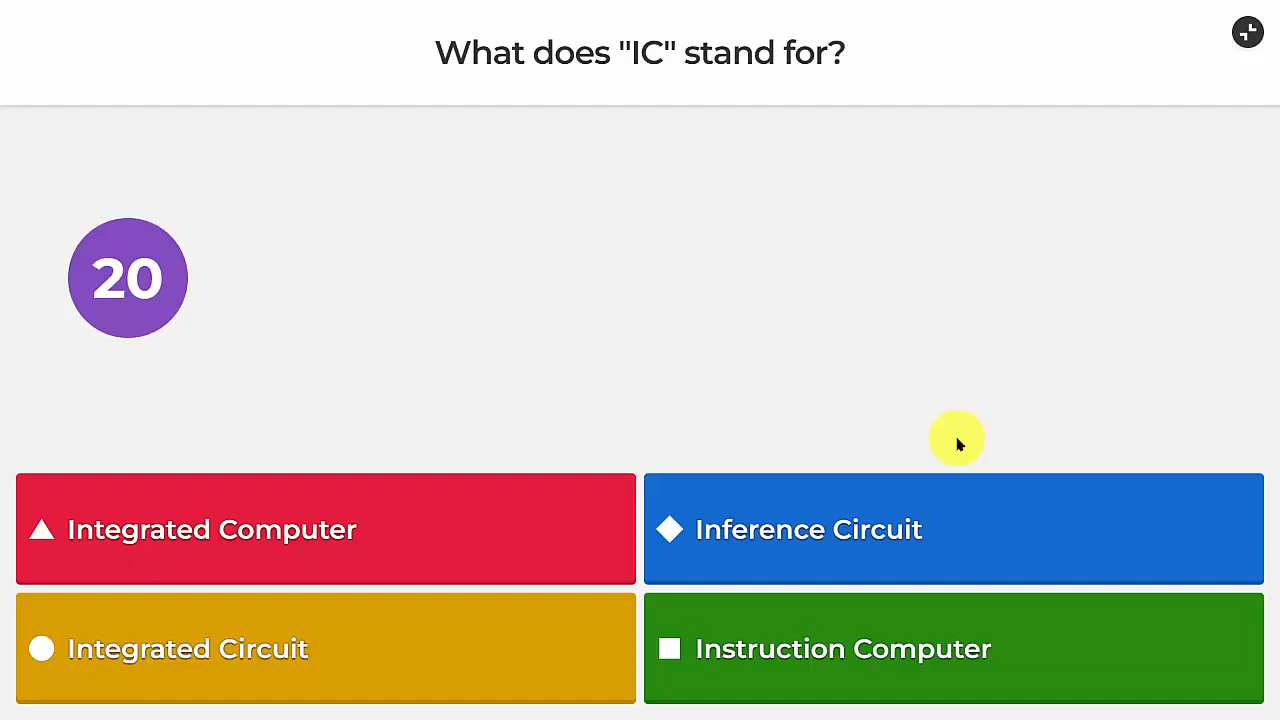 What does "IC" stand for?
20
Integrated Computer
Inference Circuit
Integrated Circuit
Instruction Computer